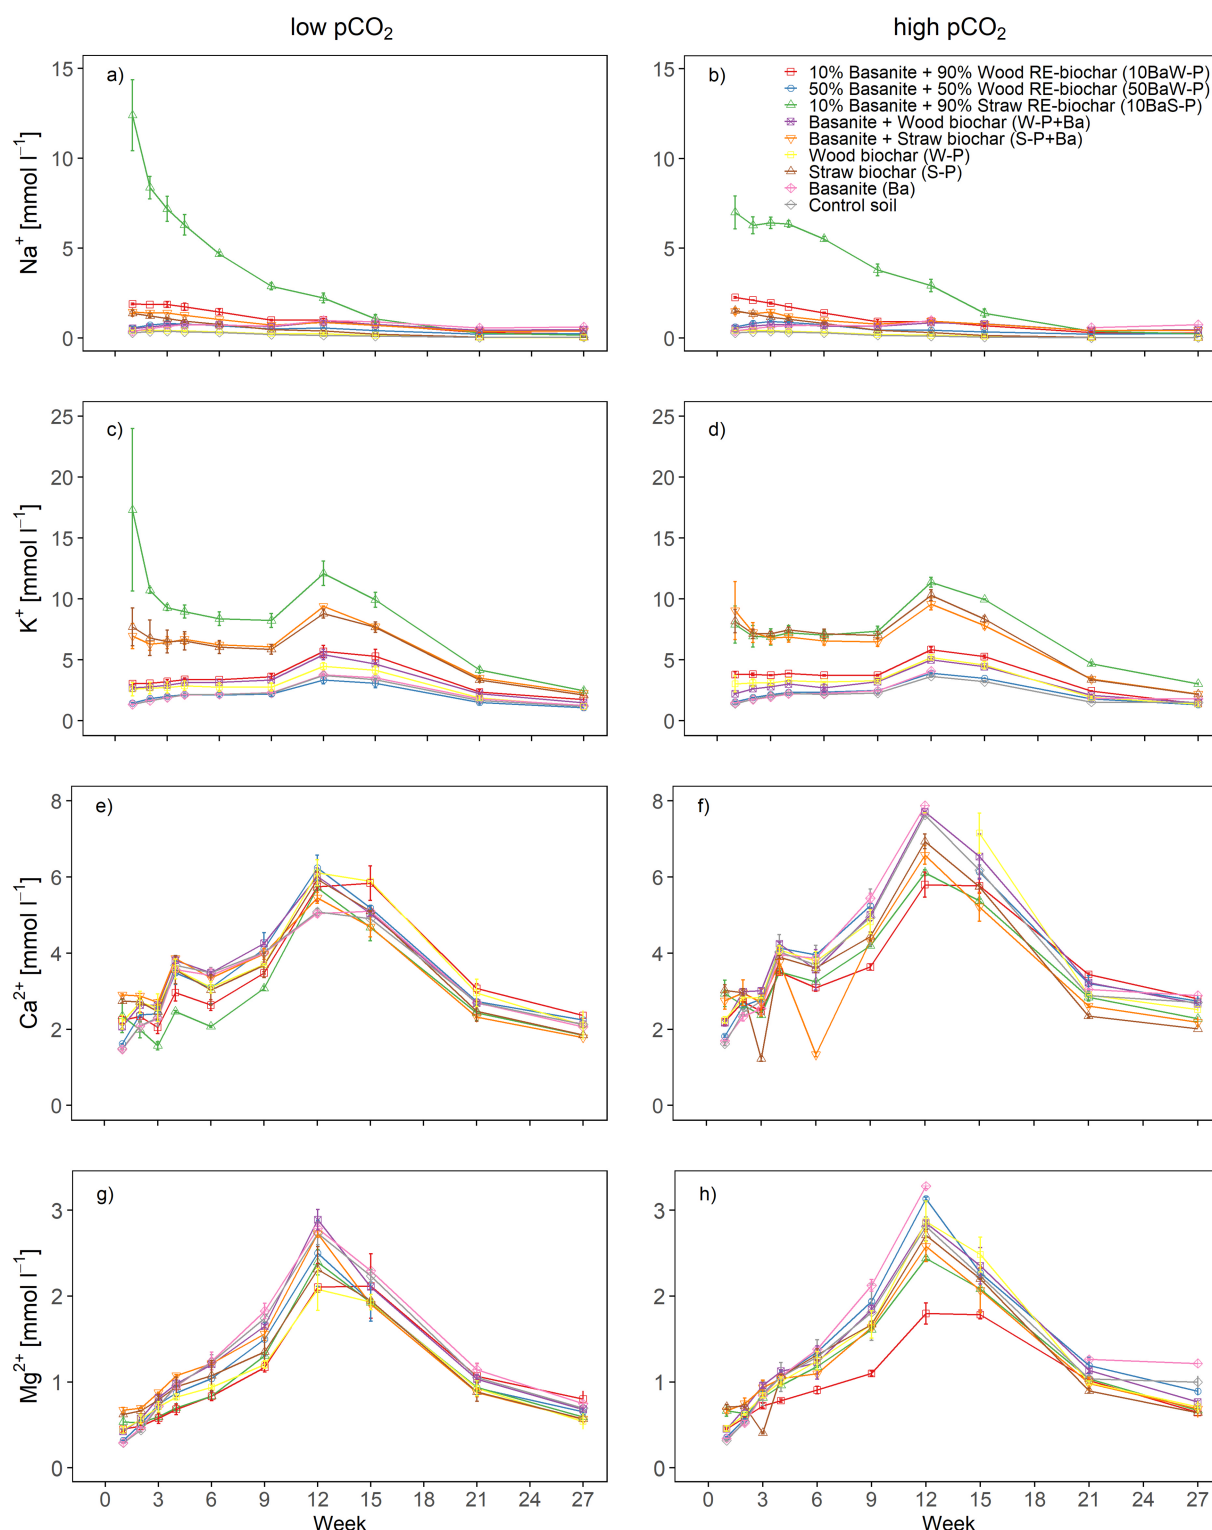 low pCO₂
high pCO₂
a)
b)
10% Basanite + 90% Wood RE-biochar (10BaW-P)
50% Basanite + 50% Wood RE-biochar (50BaW-P)
10% Basanite + 90% Straw RE-biochar (10BaS-P)
Basanite + Wood biochar (W-P+Ba)
Basanite + Straw biochar (S-P+Ba)
Wood biochar (W-P)
Straw biochar (S-P)
Basanite (Ba)
Control soil
Na⁺ [mmol l⁻¹]
15
10
5
0
15
10
5
0
c)
d)
K⁺ [mmol l⁻¹]
25
20
15
10
5
0
25
20
15
10
5
0
e)
f)
Ca²⁺ [mmol l⁻¹]
8
6
4
2
0
8
6
4
2
0
g)
h)
Mg²⁺ [mmol l⁻¹]
3
2
1
0
3
2
1
0
0 3 6 9 12 15 18 21 24 27
0 3 6 9 12 15 18 21 24 27
Week
Week